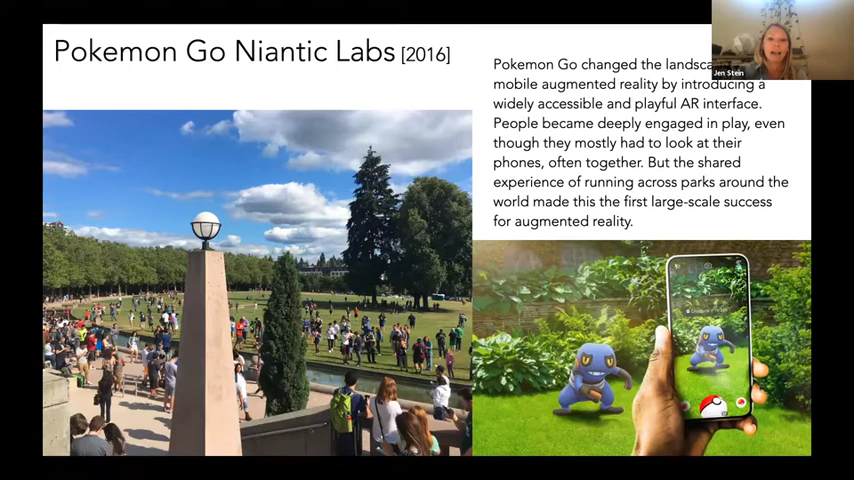 Pokemon Go Niantic Labs [2016]
Pokemon Go changed the
mobile augmented reality by introducing a
widely accessible and playful AR interface.
People became deeply engaged in play, even
though they mostly had to look at their
phones, often together. But the shared
experience of running across parks around the
world made this the first large-scale success
for augmented reality.
Jen Stein